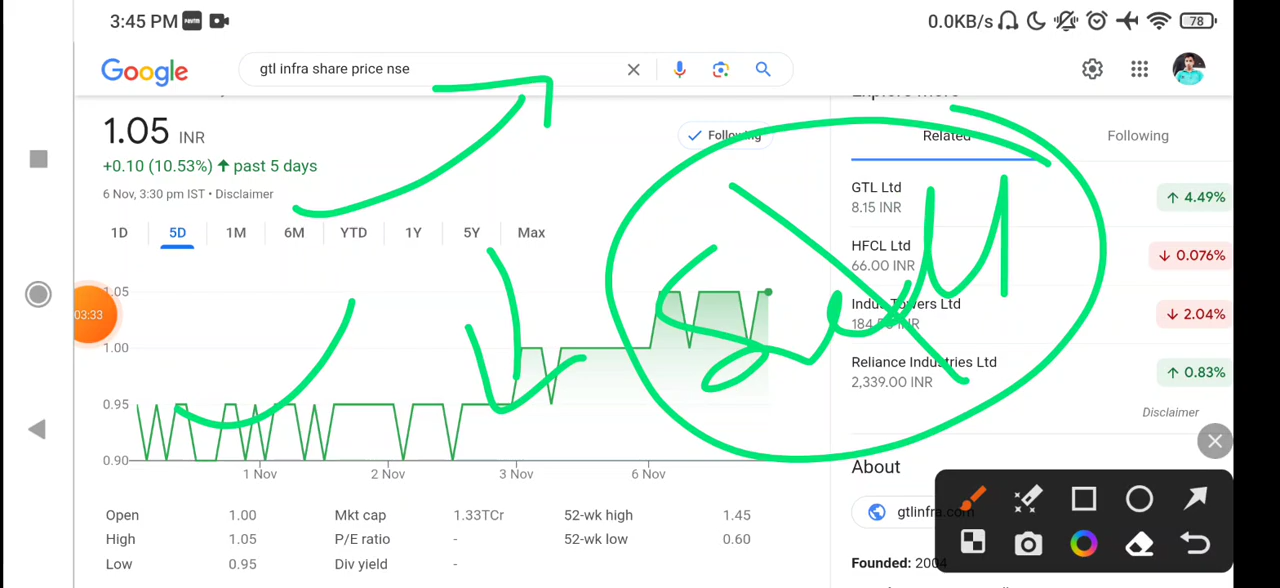 3:45 PM paytm 0.0KB/s 78
Google gtl infra share price nse
1.05 INR Following
+0.10 (10.53%) ↑ past 5 days
6 Nov, 3:30 pm IST • Disclaimer
1D 5D 1M 6M YTD 1Y 5Y Max
03:33
1.05
1.00
0.95
0.90
1 Nov 2 Nov 3 Nov 6 Nov
Open 1.00 Mkt cap 1.33TCr 52-wk high 1.45
High 1.05 P/E ratio - 52-wk low 0.60
Low 0.95 Div yield -
Explore more
Related Following
GTL Ltd ↑ 4.49%
8.15 INR
HFCL Ltd ↓ 0.076%
66.00 INR
Indus Towers Ltd ↓ 2.04%
INR
Reliance Industries Ltd ↑ 0.83%
2,339.00 INR
Disclaimer
About
gtlinfra.com
Founded: 2004